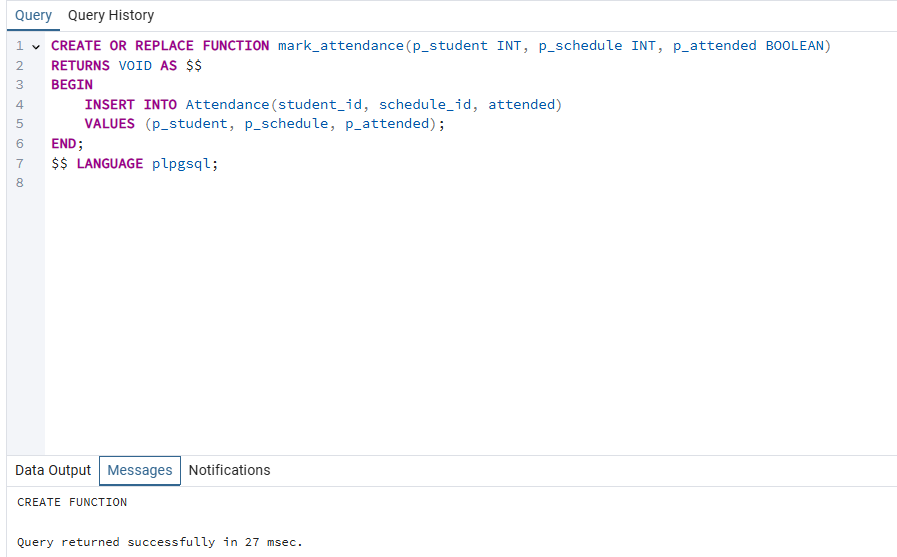 Query Query History
1 CREATE OR REPLACE FUNCTION mark_attendance(p_student INT, p_schedule INT, p_attended BOOLEAN)
2 RETURNS VOID AS $$
3 BEGIN
4     INSERT INTO Attendance(student_id, schedule_id, attended)
5     VALUES (p_student, p_schedule, p_attended);
6 END;
7 $$ LANGUAGE plpgsql;
8
Data Output Messages Notifications
CREATE FUNCTION
Query returned successfully in 27 msec.